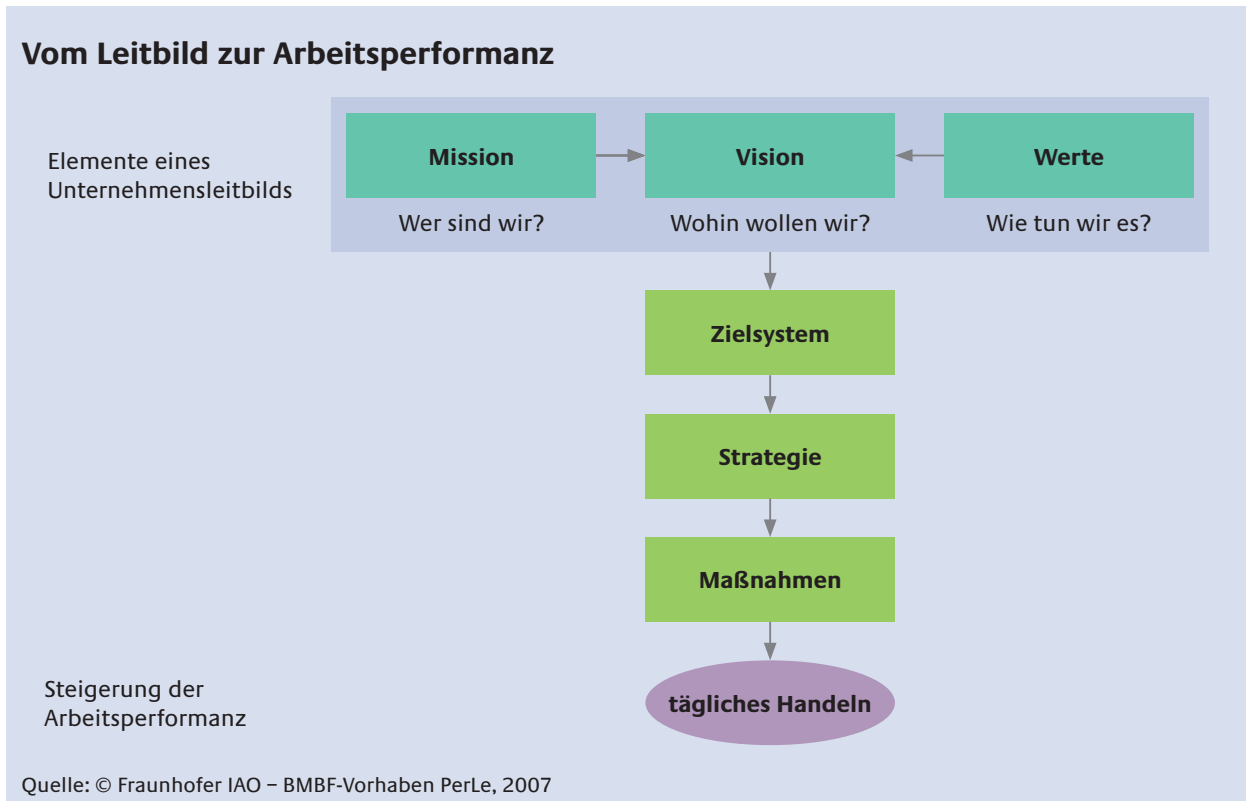 Vom Leitbild zur Arbeitsperformanz
Elemente eines
Unternehmensleitbilds
Mission
Vision
Werte
Wer sind wir?
Wohin wollen wir?
Wie tun wir es?
Zielsystem
Strategie
Maßnahmen
Steigerung der
Arbeitsperformanz
tägliches Handeln
Quelle: © Fraunhofer IAO – BMBF-Vorhaben PerLe, 2007